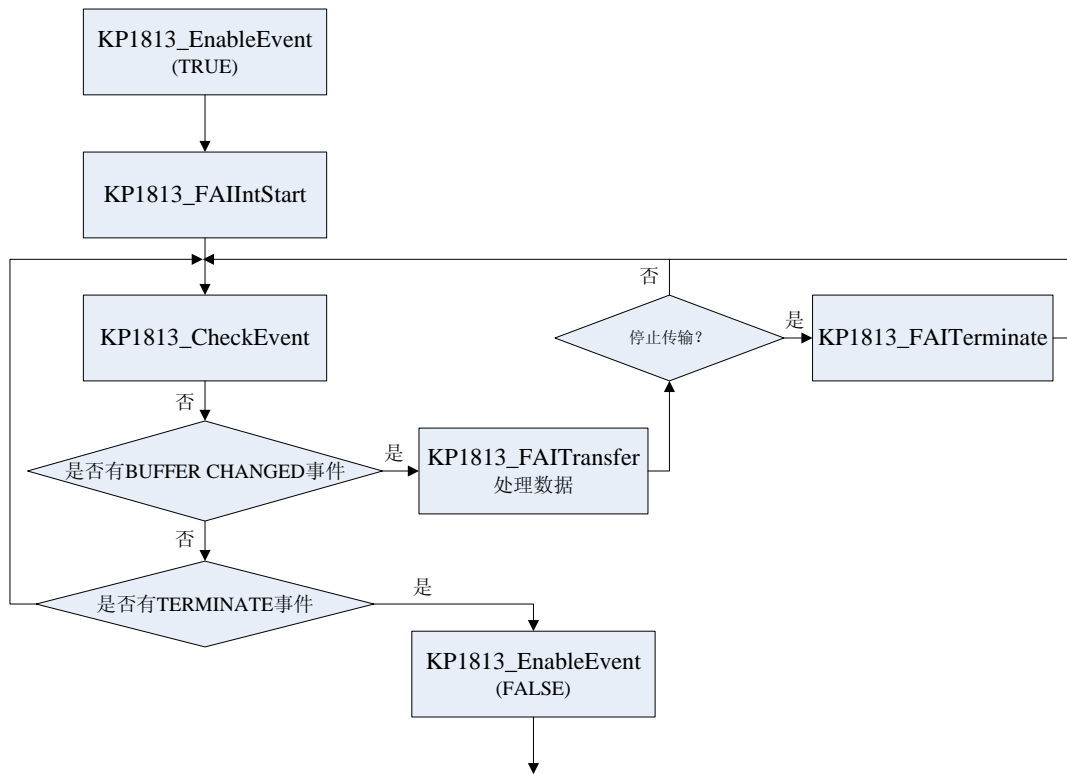 KP1813_EnableEvent
(TRUE)
KP1813_FAIIntStart
KP1813_CheckEvent
否
停止传输?
是
KP1813_FAITerminate
否
是否有BUFFER CHANGED事件
是
KP1813_FAITransfer
处理数据
否
是否有TERMINATE事件
是
KP1813_EnableEvent
(FALSE)